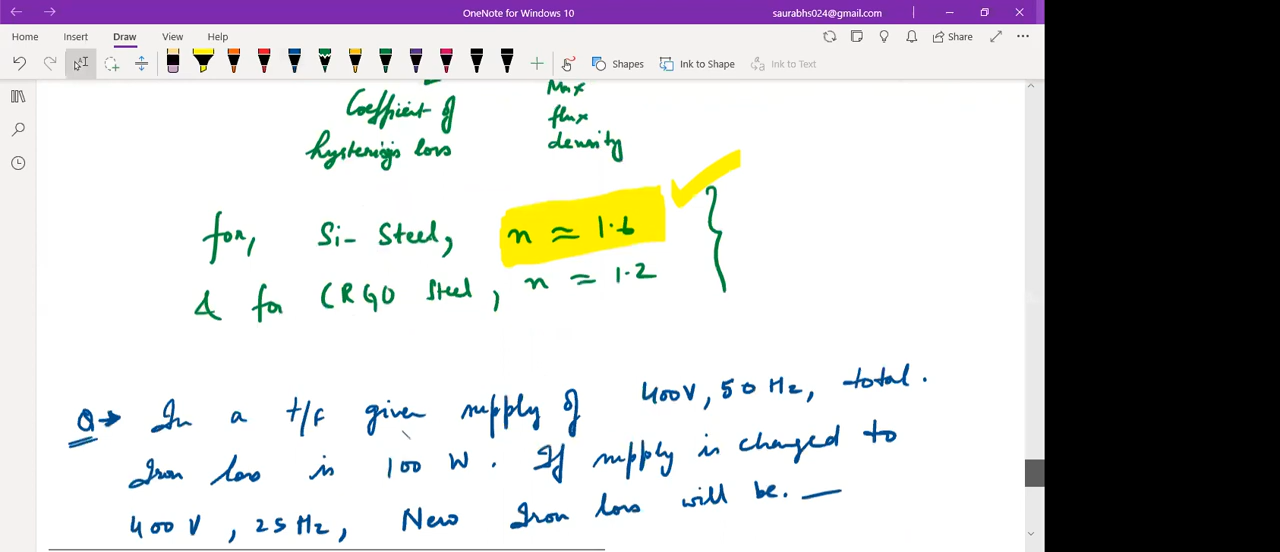 OneNote for Windows 10
saurabhs024@gmail.com
Home Insert Draw View Help
Share
Shapes Ink to Shape Ink to Text
Coefficient of
hysterisis loss
Max
flux
density
for, Si- Steel, n ≈ 1.6
& for CRGO Steel, n ≈ 1.2
Q→ In a t/f given supply of 400V, 50 Hz, total.
Iron loss is 100 W. If supply is changed to
400 V, 25 Hz, New Iron loss will be. —